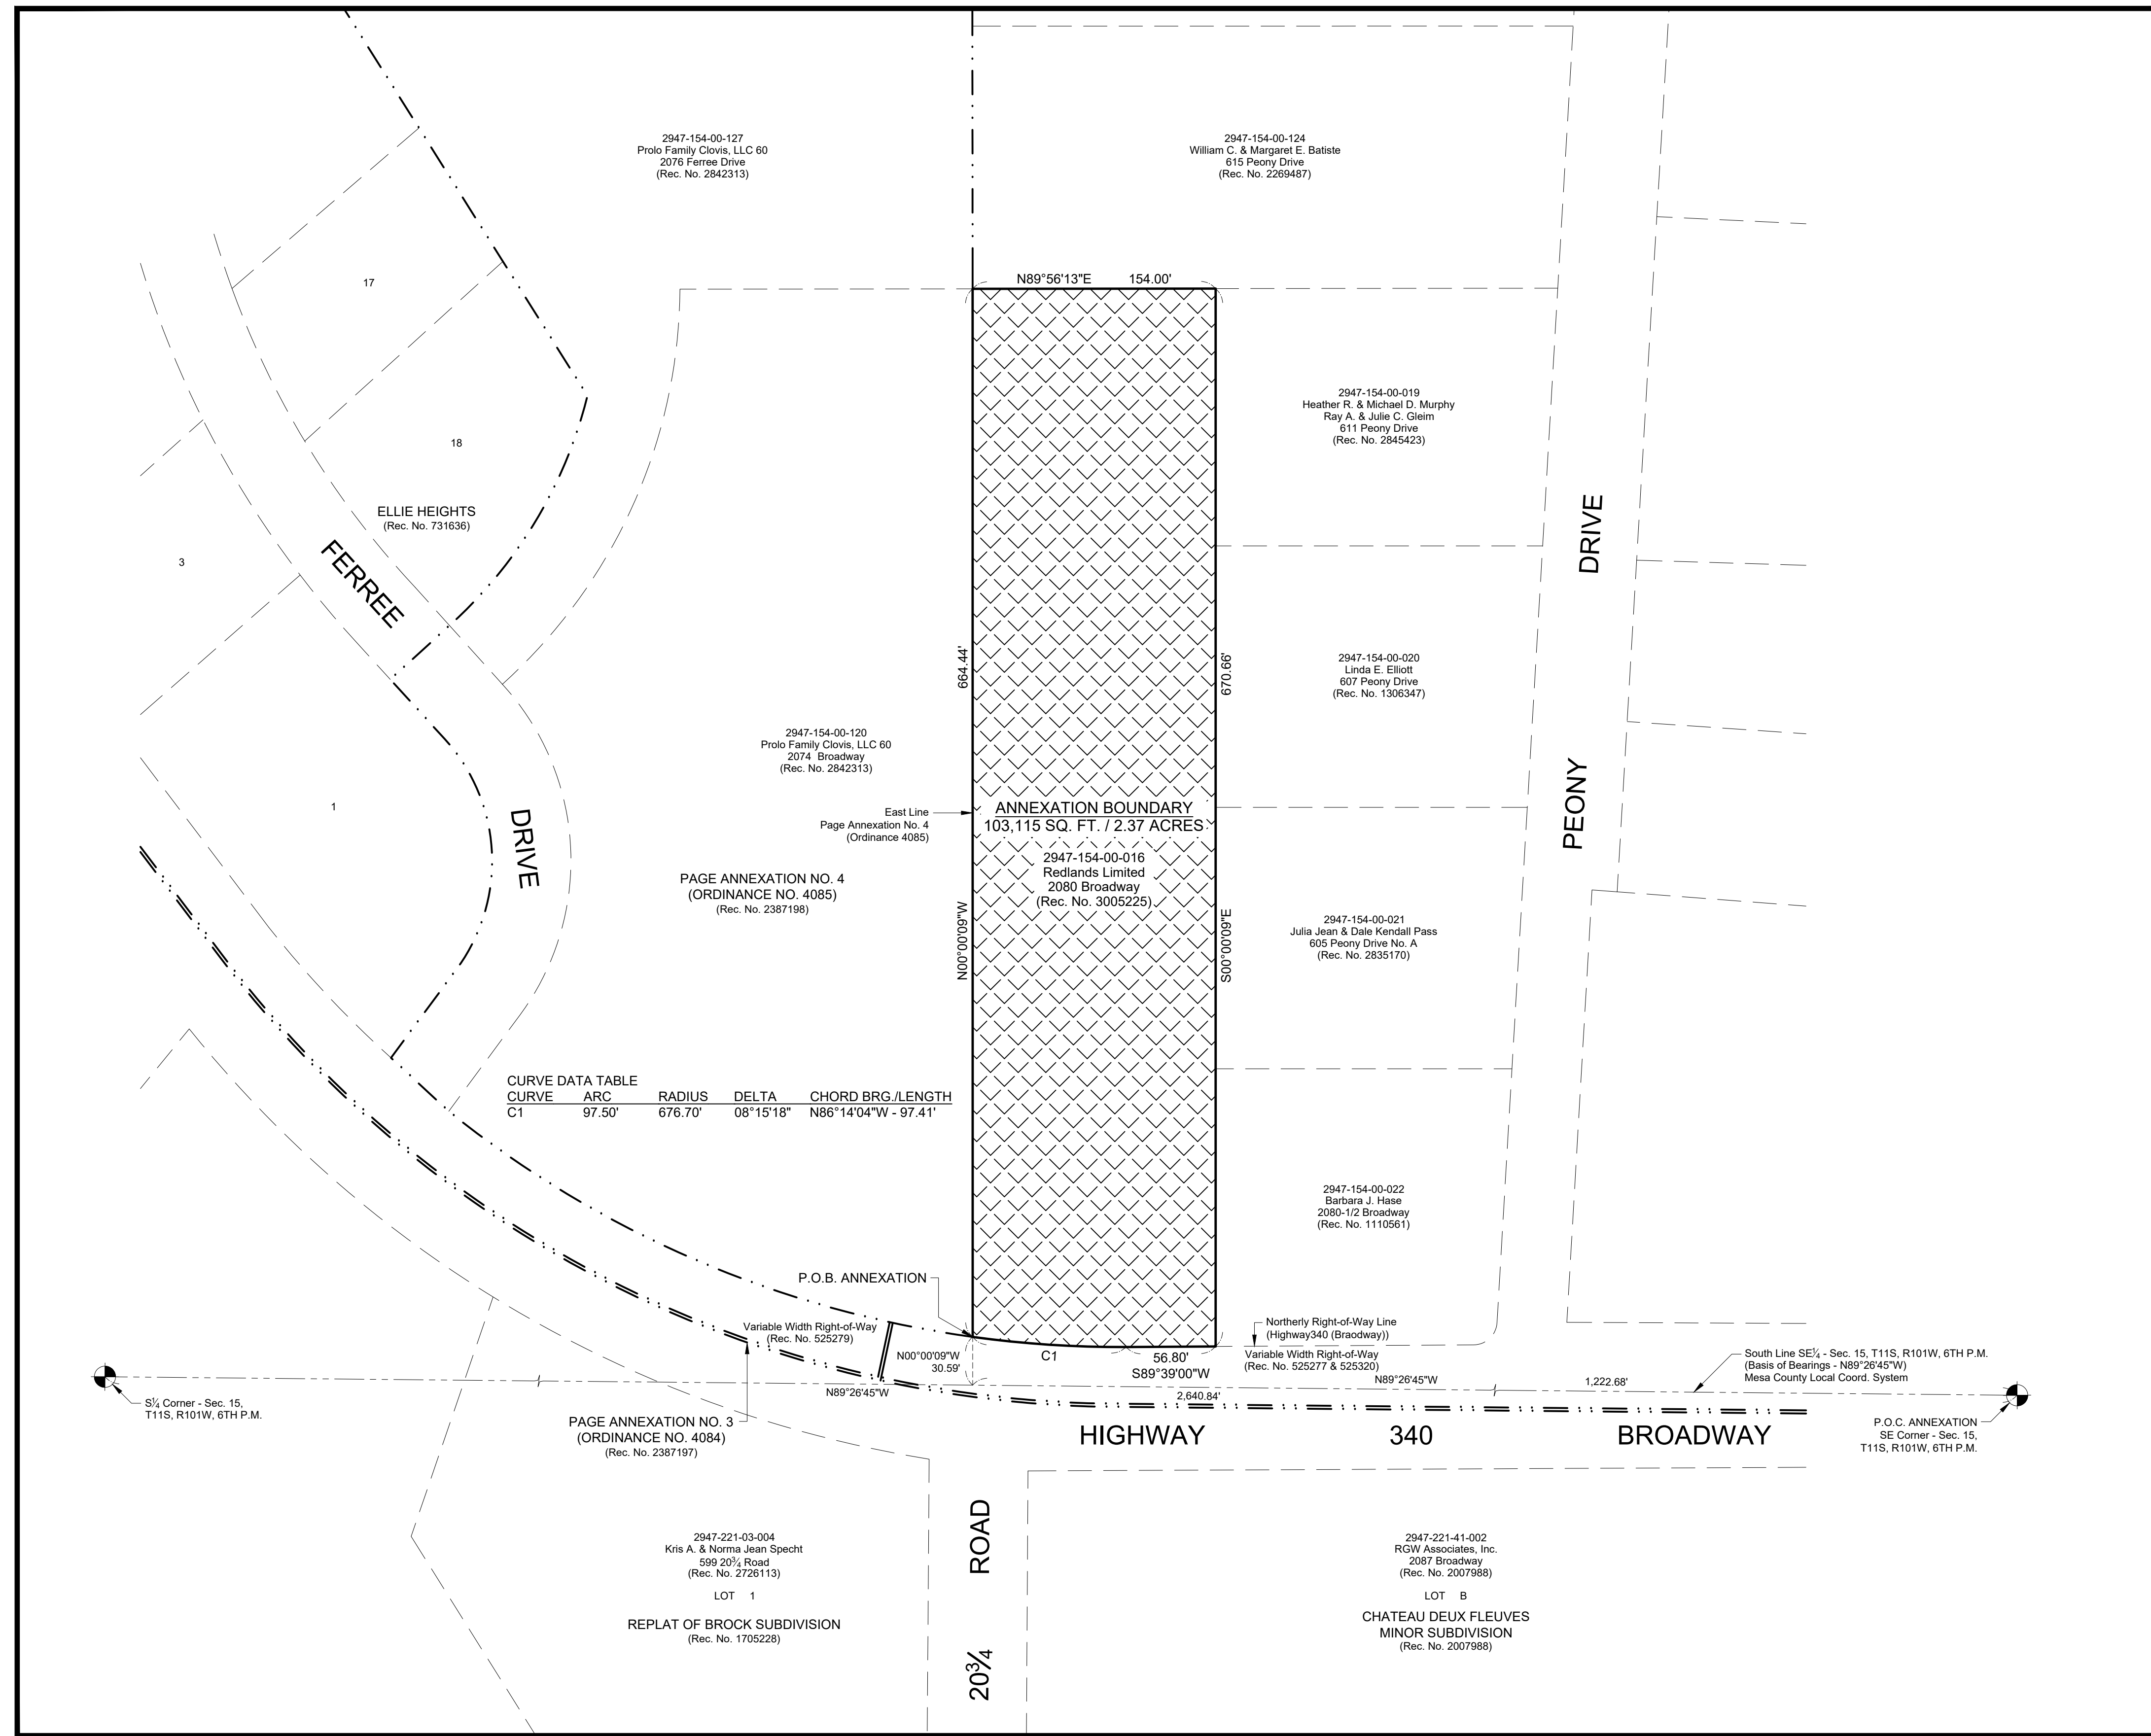 2947-154-00-127
Prolo Family Clovis, LLC 60
2076 Ferree Drive
(Rec. No. 2842313)
2947-154-00-124
William C. & Margaret E. Batiste
615 Peony Drive
(Rec. No. 2269487)
17
N89°56'13"E 154.00'
18
ELLIE HEIGHTS
(Rec. No. 731636)
3
FERREE
DRIVE
1
2947-154-00-019
Heather R. & Michael D. Murphy
Ray A. & Julie C. Gleim
611 Peony Drive
(Rec. No. 2845423)
PEONY DRIVE
664.44'
N00°00'09"W
670.66'
S00°00'09"E
2947-154-00-020
Linda E. Elliott
607 Peony Drive
(Rec. No. 1306347)
2947-154-00-120
Prolo Family Clovis, LLC 60
2074 Broadway
(Rec. No. 2842313)
East Line
Page Annexation No. 4
(Ordinance 4085)
ANNEXATION BOUNDARY
103,115 SQ. FT. / 2.37 ACRES
2947-154-00-016
Redlands Limited
2080 Broadway
(Rec. No. 3005225)
PAGE ANNEXATION NO. 4
(ORDINANCE NO. 4085)
(Rec. No. 2387198)
2947-154-00-021
Julia Jean & Dale Kendall Pass
605 Peony Drive No. A
(Rec. No. 2835170)
CURVE DATA TABLE
CURVE ARC RADIUS DELTA CHORD BRG./LENGTH
C1 97.50' 676.70' 08°15'18" N86°14'04"W - 97.41'
2947-154-00-022
Barbara J. Hase
2080-1/2 Broadway
(Rec. No. 1110561)
P.O.B. ANNEXATION
Variable Width Right-of-Way
(Rec. No. 525279)
N00°00'09"W
30.59'
C1
56.80'
S89°39'00"W
Northerly Right-of-Way Line
(Highway340 (Braodway))
Variable Width Right-of-Way
(Rec. No. 525277 & 525320)
South Line SE¼ - Sec. 15, T11S, R101W, 6TH P.M.
(Basis of Bearings - N89°26'45"W)
Mesa County Local Coord. System
N89°26'45"W
2,640.84'
N89°26'45"W
1,222.68'
S¼ Corner - Sec. 15,
T11S, R101W, 6TH P.M.
PAGE ANNEXATION NO. 3
(ORDINANCE NO. 4084)
(Rec. No. 2387197)
HIGHWAY 340 BROADWAY
P.O.C. ANNEXATION
SE Corner - Sec. 15,
T11S, R101W, 6TH P.M.
20¾ ROAD
2947-221-03-004
Kris A. & Norma Jean Specht
599 20¾ Road
(Rec. No. 2726113)
LOT 1
REPLAT OF BROCK SUBDIVISION
(Rec. No. 1705228)
2947-221-41-002
RGW Associates, Inc.
2087 Broadway
(Rec. No. 2007988)
LOT B
CHATEAU DEUX FLEUVES
MINOR SUBDIVISION
(Rec. No. 2007988)